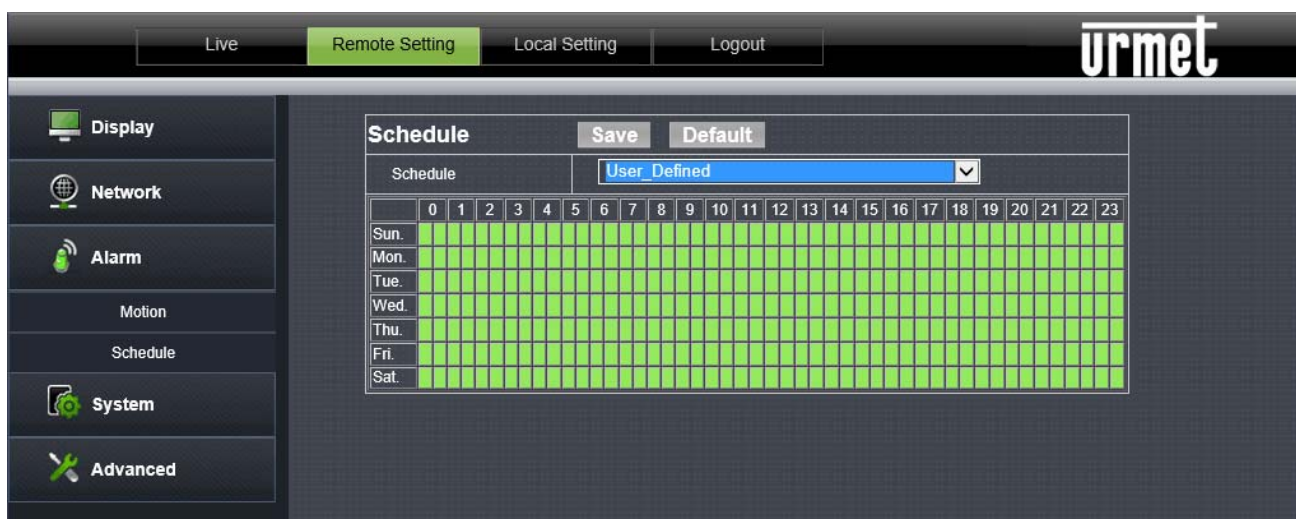 Live Remote Setting Local Setting Logout urmet
Display
Network
Alarm
Motion
Schedule
System
Advanced
Schedule Save Default
Schedule User_Defined
0 1 2 3 4 5 6 7 8 9 10 11 12 13 14 15 16 17 18 19 20 21 22 23
Sun.
Mon.
Tue.
Wed.
Thu.
Fri.
Sat.